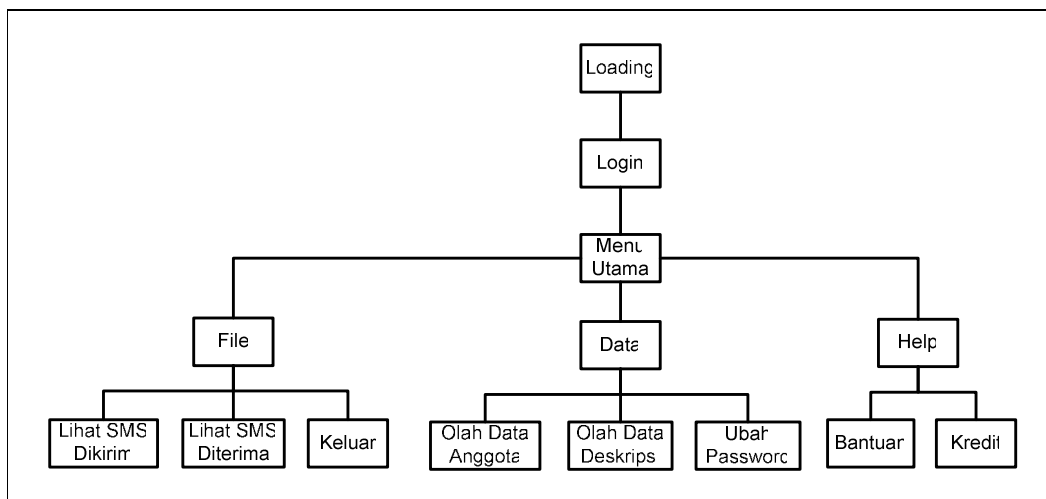 Loading
Login
Menu
Utama
File
Data
Help
Lihat SMS
Dikirim
Lihat SMS
Diterima
Keluar
Olah Data
Anggota
Olah Data
Deskrips
Ubah
Password
Bantuan
Kredit